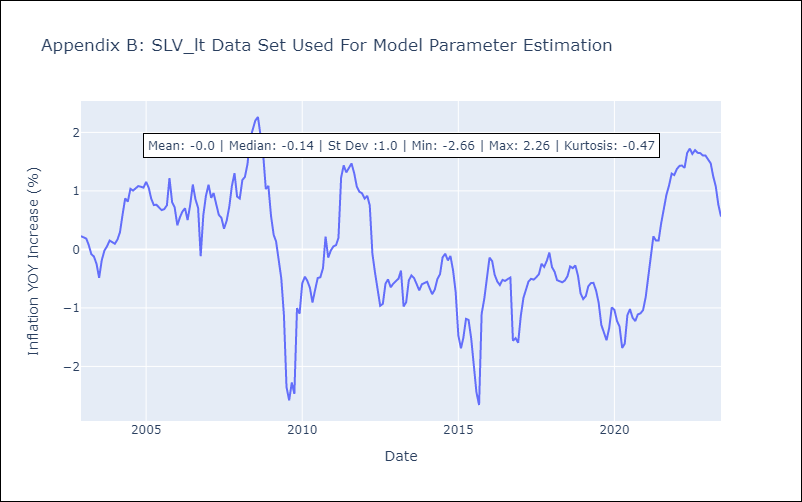 Appendix B: SLV_lt Data Set Used For Model Parameter Estimation
Mean: -0.0 | Median: -0.14 | St Dev :1.0 | Min: -2.66 | Max: 2.26 | Kurtosis: -0.47
Inflation YOY Increase (%)
2
1
0
−1
−2
2005
2010
2015
2020
Date